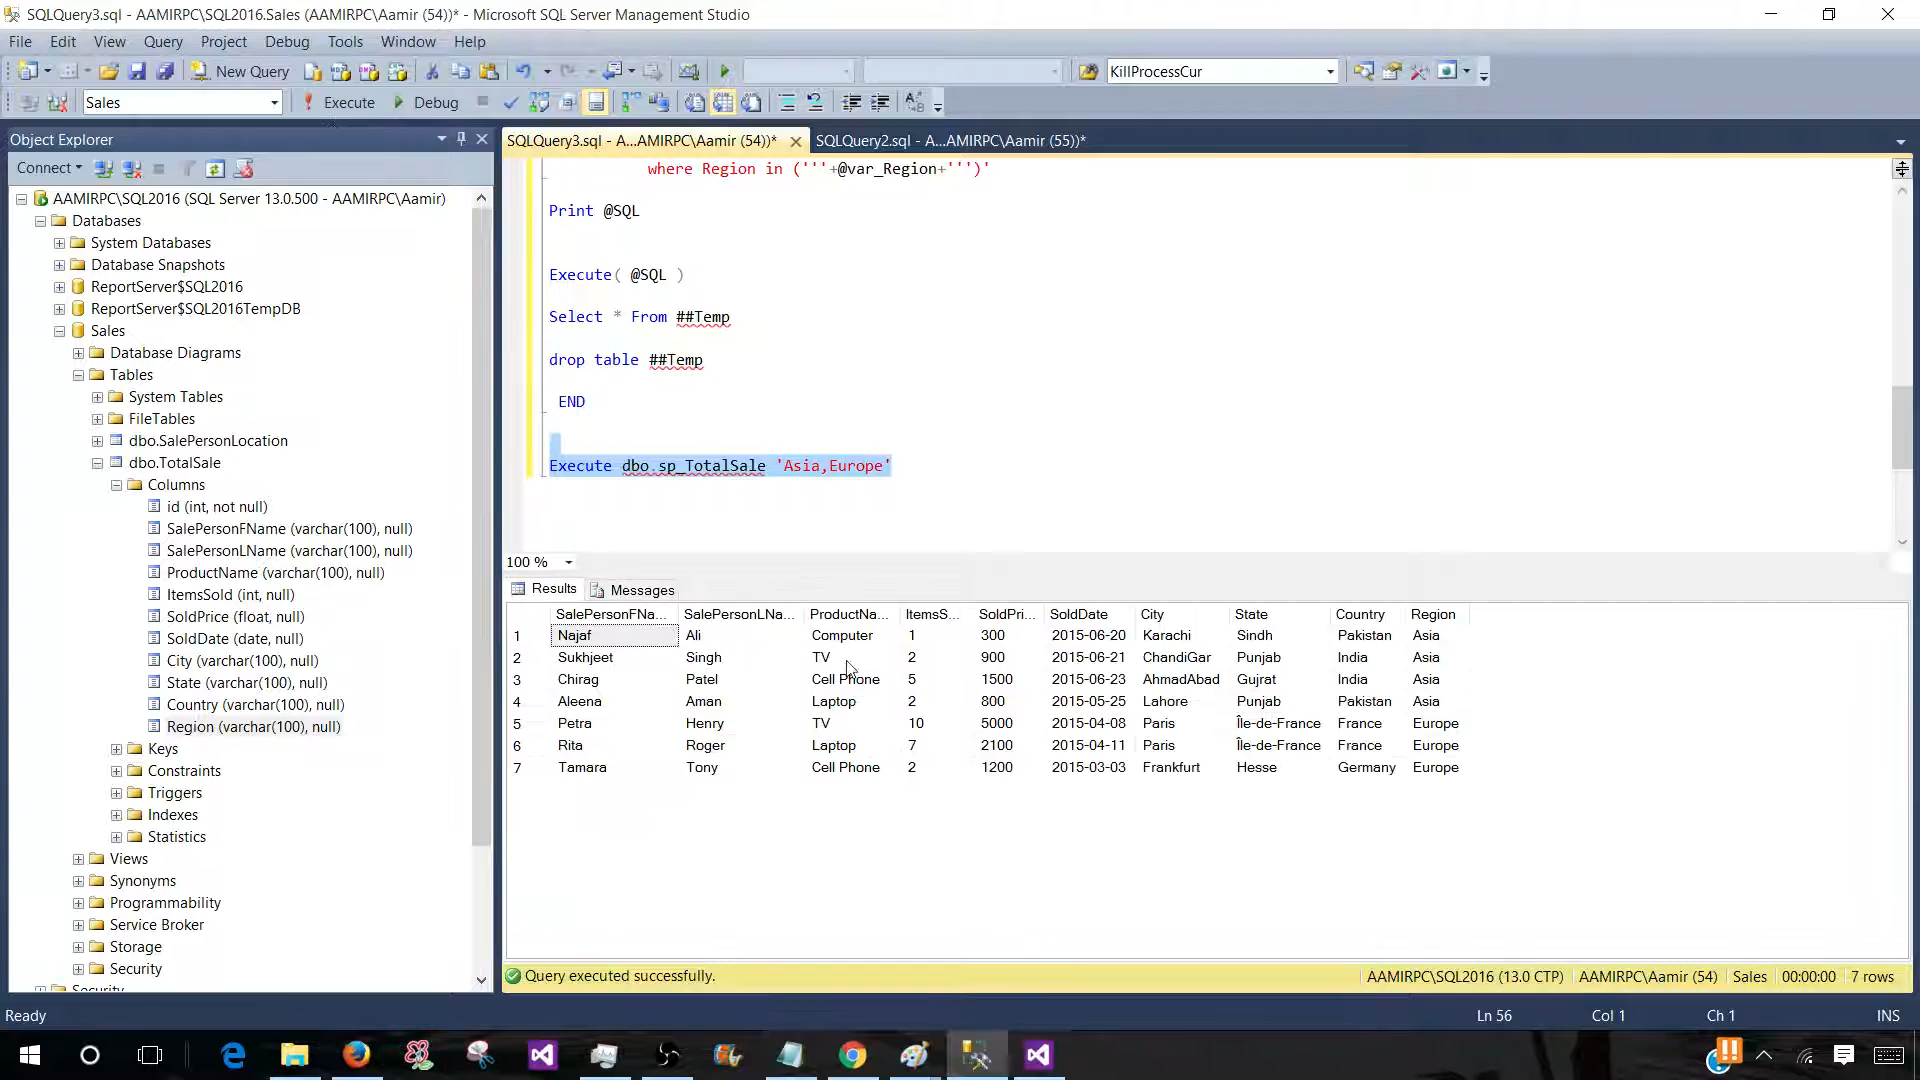 SQLQuery3.sql - AAMIRPC\SQL2016.Sales (AAMIRPC\Aamir (54))* - Microsoft SQL Server Management Studio
File Edit View Query Project Debug Tools Window Help
New Query KillProcessCur
Sales Execute Debug
Object Explorer
SQLQuery3.sql - A...AMIRPC\Aamir (54))* SQLQuery2.sql - A...AMIRPC\Aamir (55))*
Connect
AAMIRPC\SQL2016 (SQL Server 13.0.500 - AAMIRPC\Aamir)
Databases
System Databases
Database Snapshots
ReportServer$SQL2016
ReportServer$SQL2016TempDB
Sales
Database Diagrams
Tables
System Tables
FileTables
dbo.SalePersonLocation
dbo.TotalSale
Columns
id (int, not null)
SalePersonFName (varchar(100), null)
SalePersonLName (varchar(100), null)
ProductName (varchar(100), null)
ItemsSold (int, null)
SoldPrice (float, null)
SoldDate (date, null)
City (varchar(100), null)
State (varchar(100), null)
Country (varchar(100), null)
Region (varchar(100), null)
Keys
Constraints
Triggers
Indexes
Statistics
Views
Synonyms
Programmability
Service Broker
Storage
Security
Security
where Region in ('''+@var_Region+''')'
Print @SQL
Execute( @SQL )
Select * From ##Temp
drop table ##Temp
END
Execute dbo.sp_TotalSale 'Asia,Europe'
100 %
Results Messages
SalePersonFNa... SalePersonLNa... ProductNa... ItemsS... SoldPri... SoldDate City State Country Region
1 Najaf Ali Computer 1 300 2015-06-20 Karachi Sindh Pakistan Asia
2 Sukhjeet Singh TV 2 900 2015-06-21 ChandiGar Punjab India Asia
3 Chirag Patel Cell Phone 5 1500 2015-06-23 AhmadAbad Gujrat India Asia
4 Aleena Aman Laptop 2 800 2015-05-25 Lahore Punjab Pakistan Asia
5 Petra Henry TV 10 5000 2015-04-08 Paris Île-de-France France Europe
6 Rita Roger Laptop 7 2100 2015-04-11 Paris Île-de-France France Europe
7 Tamara Tony Cell Phone 2 1200 2015-03-03 Frankfurt Hesse Germany Europe
Query executed successfully. AAMIRPC\SQL2016 (13.0 CTP) AAMIRPC\Aamir (54) Sales 00:00:00 7 rows
Ready Ln 56 Col 1 Ch 1 INS